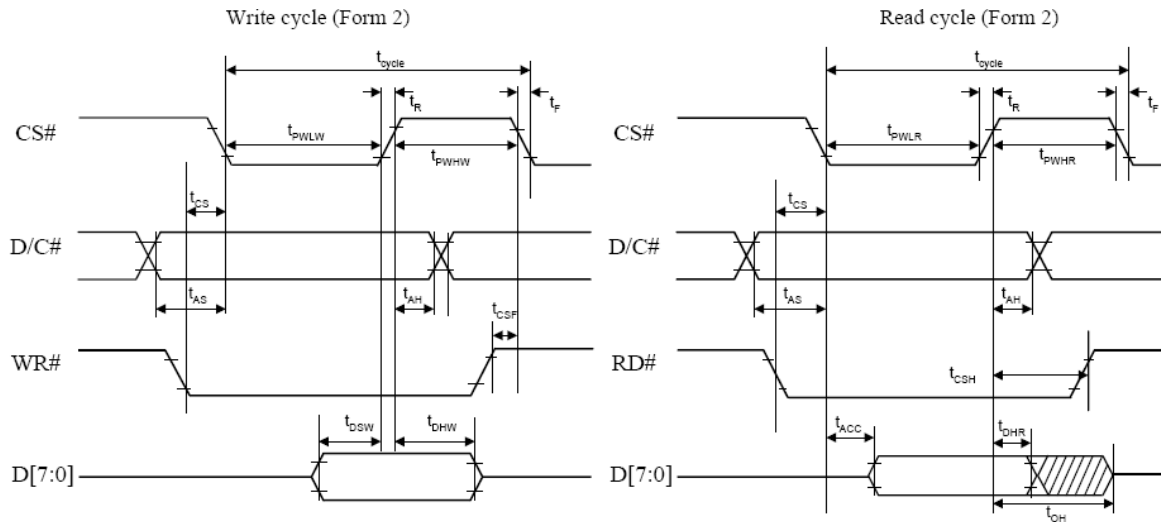 Write cycle (Form 2)
Read cycle (Form 2)
tcycle
tR
tF
CS#
tPWLW
tPWHW
tCS
D/C#
tAS
tAH
tCSF
WR#
tDSW
tDHW
D[7:0]
tcycle
tR
tF
CS#
tPWLR
tPWHR
tCS
D/C#
tAS
tAH
RD#
tCSH
tACC
tDHR
D[7:0]
tOH